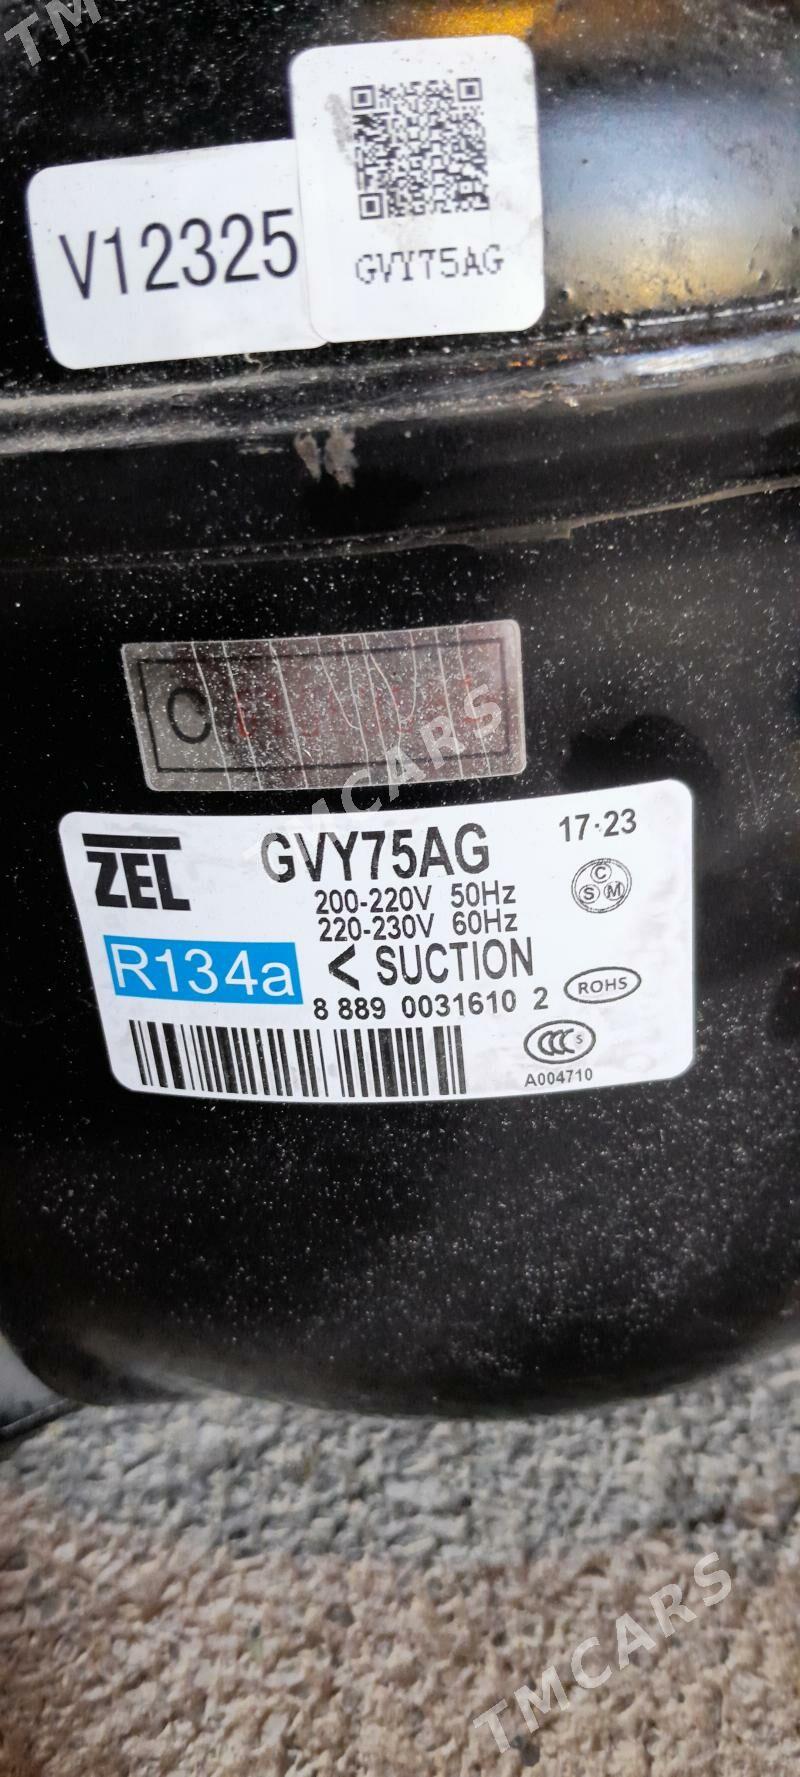 TMCARS
V12325
GVY75AG
C
TMCARS
ZEL
GVY75AG
17·23
200-220V 50Hz
220-230V 60Hz
C
S M
R134a
< SUCTION
8 889 0031610 2
ROHS
CCC S
A004710
TMCARS